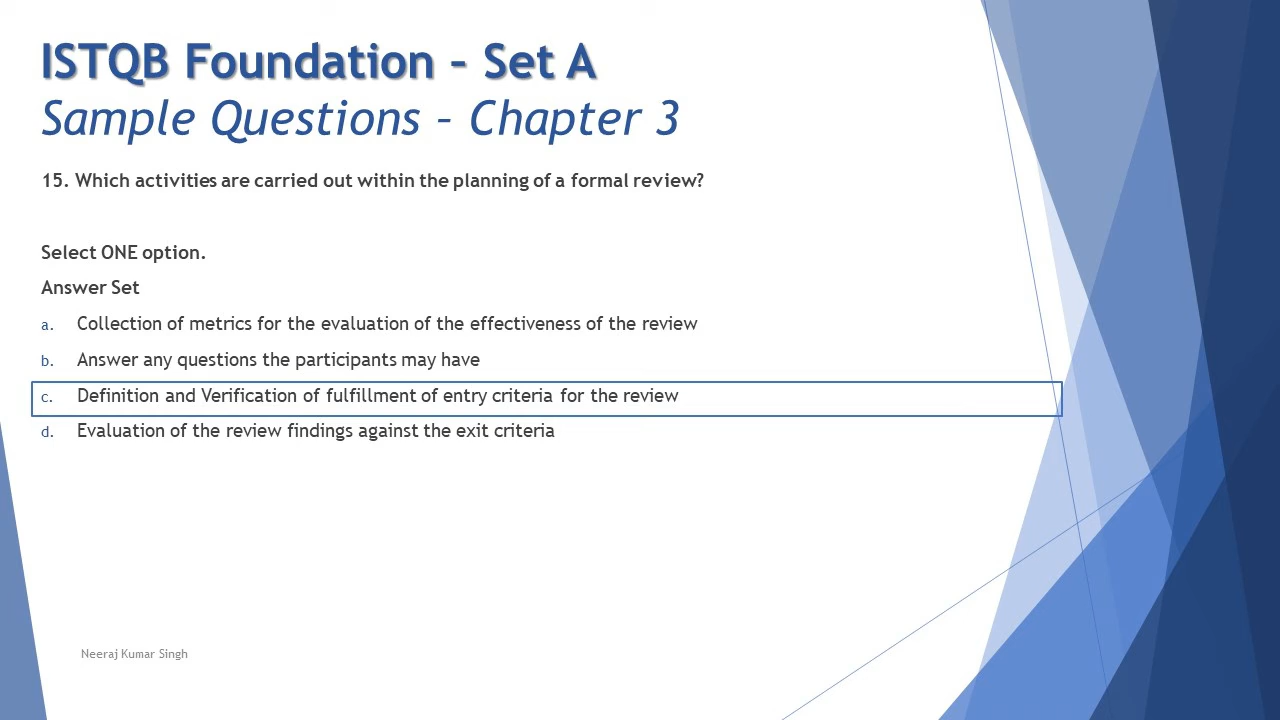 ISTQB Foundation – Set A
Sample Questions – Chapter 3
15. Which activities are carried out within the planning of a formal review?
Select ONE option.
Answer Set
a. Collection of metrics for the evaluation of the effectiveness of the review
b. Answer any questions the participants may have
c. Definition and Verification of fulfillment of entry criteria for the review
d. Evaluation of the review findings against the exit criteria
Neeraj Kumar Singh